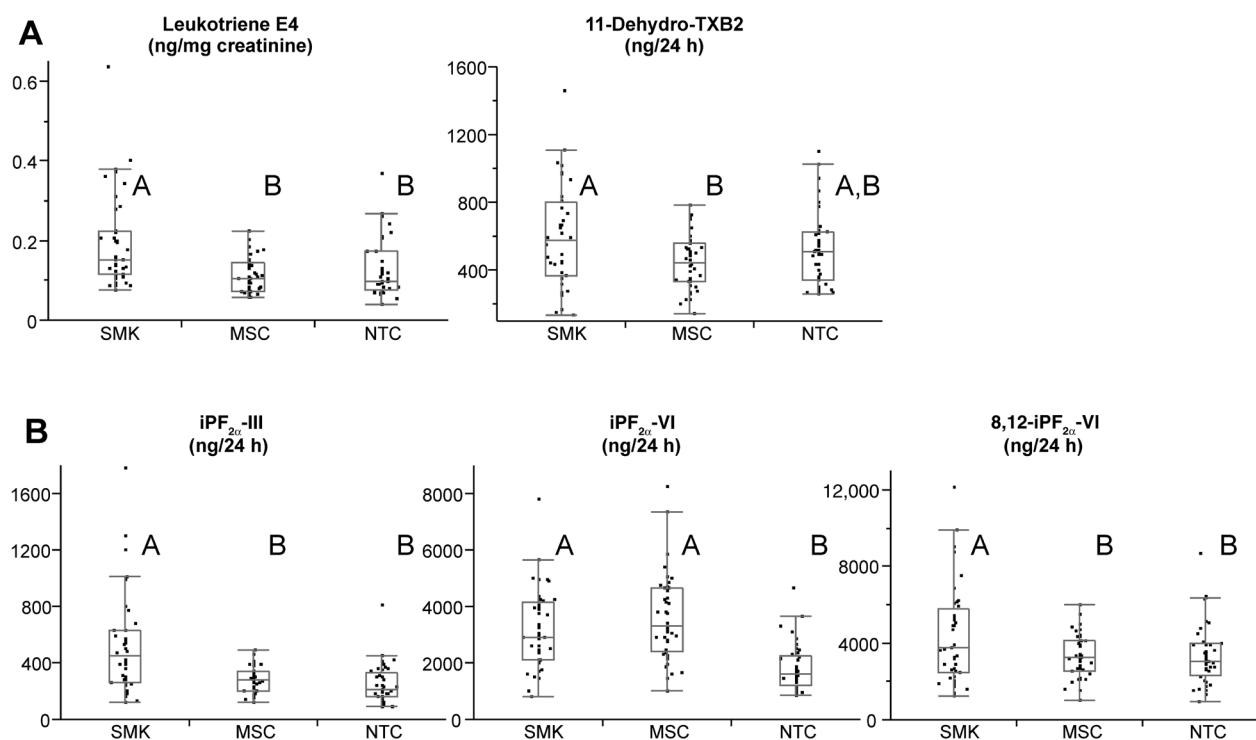 A
Leukotriene E4
(ng/mg creatinine)
0.6
0.4
0.2
0
A
B
B
SMK
MSC
NTC
11-Dehydro-TXB2
(ng/24 h)
1600
1200
800
400
A
B
A,B
SMK
MSC
NTC
B
iPF2α-III
(ng/24 h)
1600
1200
800
400
0
A
B
B
SMK
MSC
NTC
iPF2α-VI
(ng/24 h)
8000
6000
4000
2000
0
A
A
B
SMK
MSC
NTC
8,12-iPF2α-VI
(ng/24 h)
12,000
8000
4000
0
A
B
B
SMK
MSC
NTC